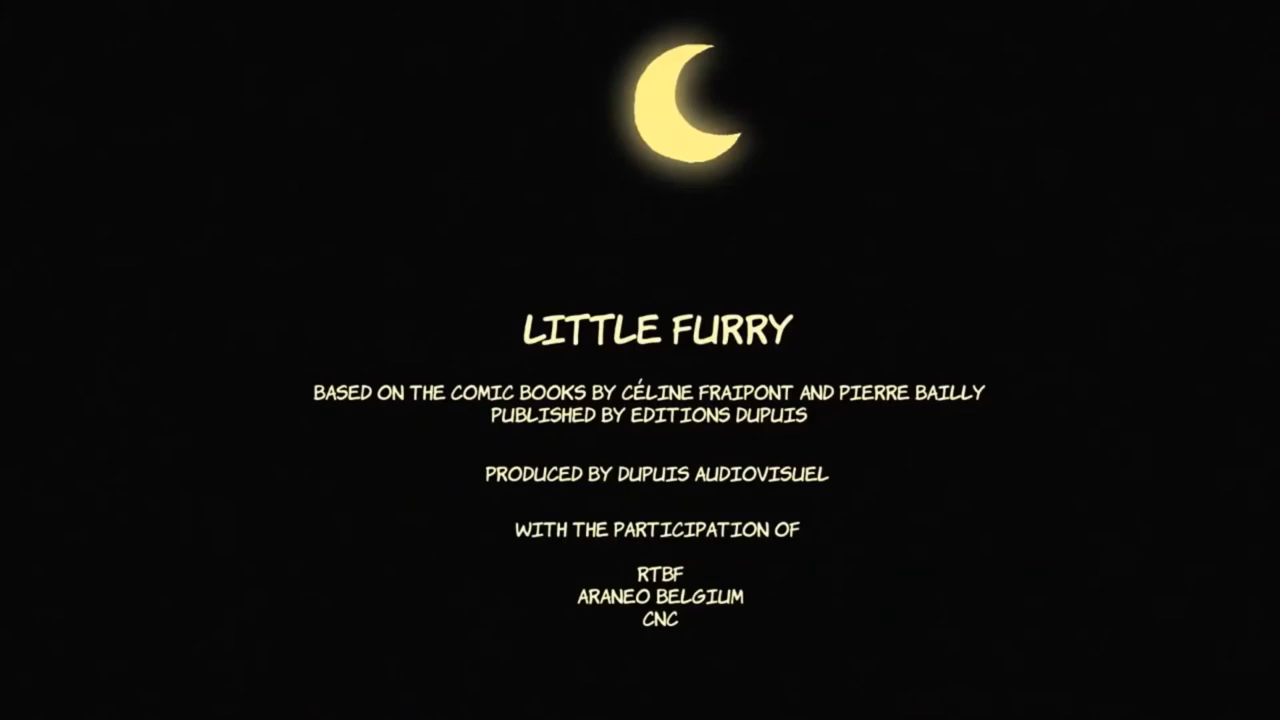 LITTLE FURRY
BASED ON THE COMIC BOOKS BY CÉLINE FRAIPONT AND PIERRE BAILLY
PUBLISHED BY EDITIONS DUPUIS
PRODUCED BY DUPUIS AUDIOVISUEL
WITH THE PARTICIPATION OF
RTBF
ARANEO BELGIUM
CNC